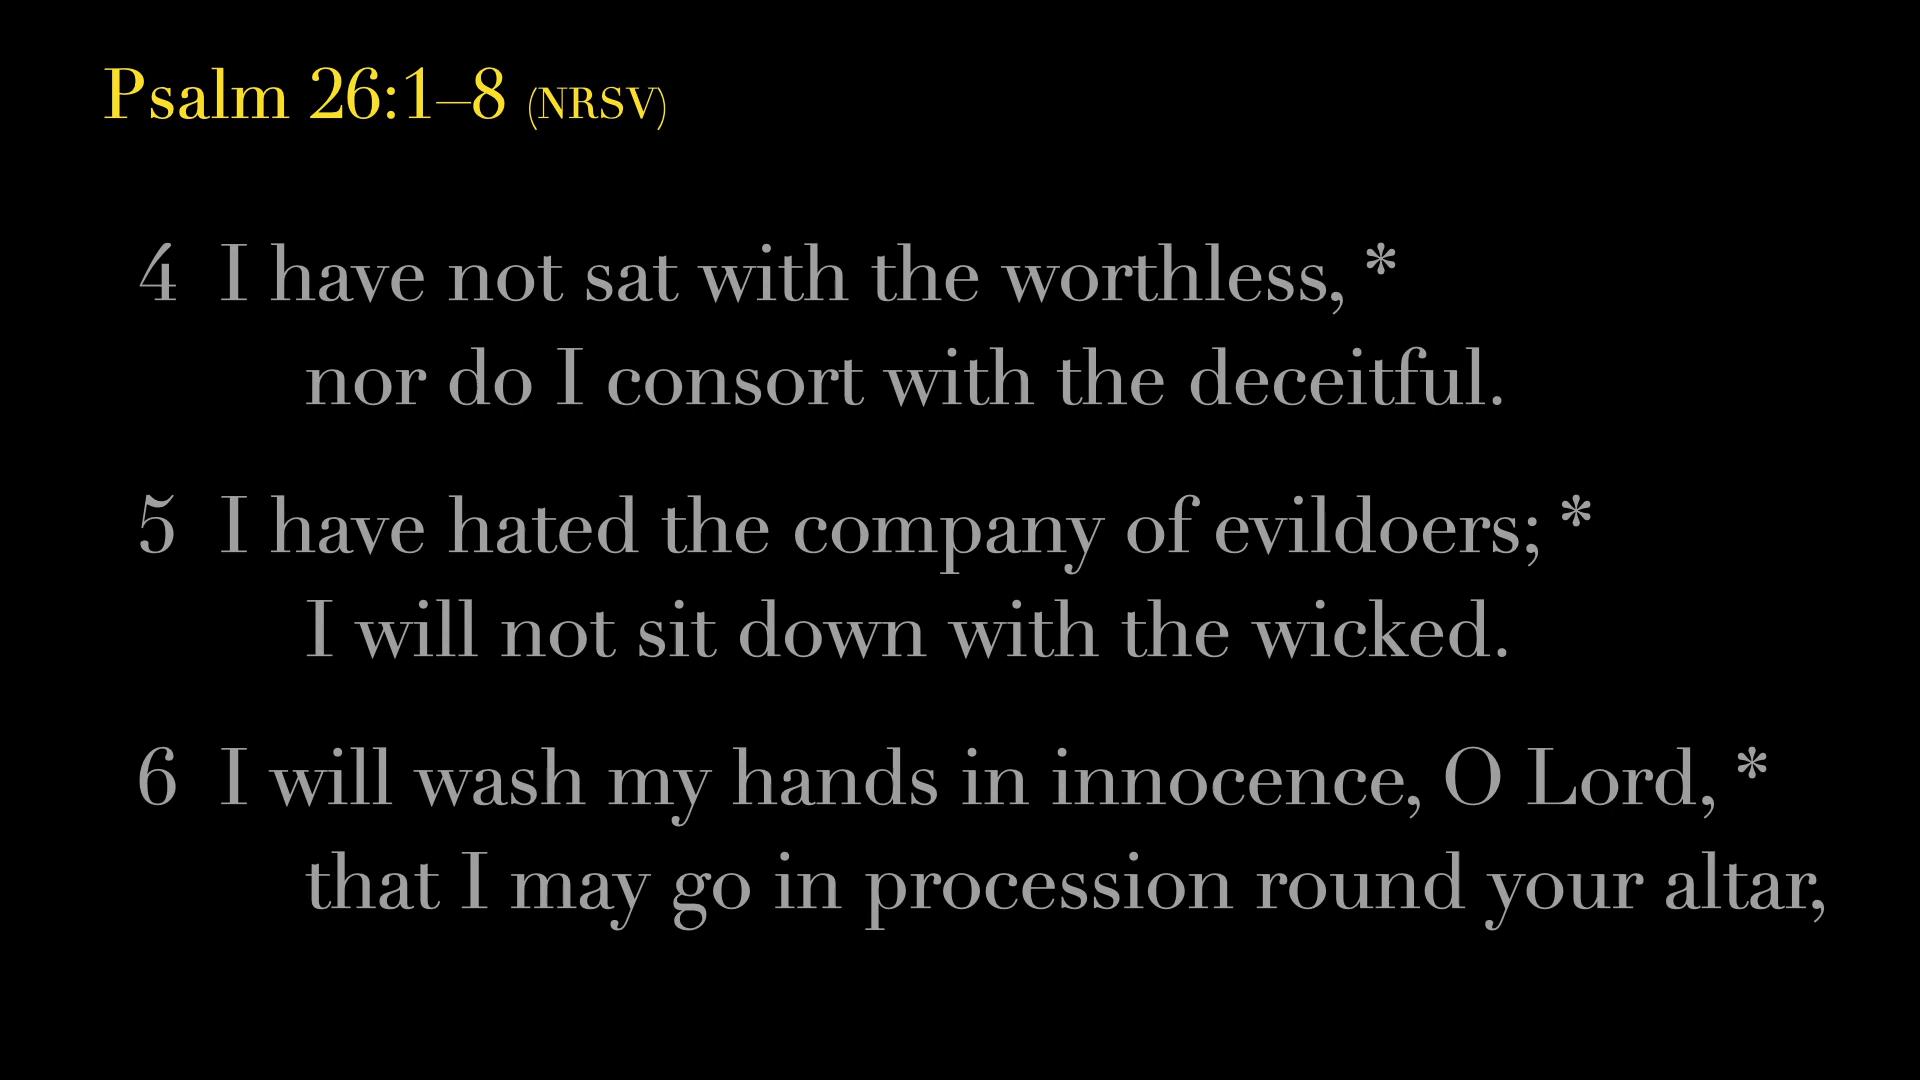 Psalm 26:1–8 (NRSV)
4 I have not sat with the worthless, *
nor do I consort with the deceitful.
5 I have hated the company of evildoers; *
I will not sit down with the wicked.
6 I will wash my hands in innocence, O Lord, *
that I may go in procession round your altar,